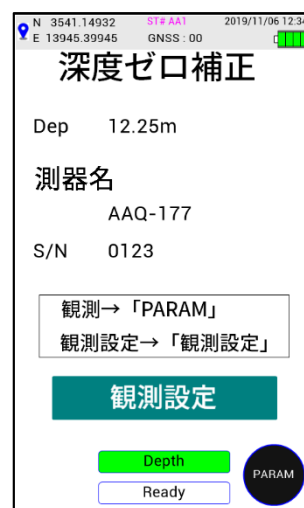 N 3541.14932 ST# AA1 2019/11/06 12:34
E 13945.39945 GNSS : 00
深度ゼロ補正
Dep 12.25m
測器名
AAQ-177
S/N 0123
観測→「PARAM」
観測設定→「観測設定」
観測設定
Depth
PARAM
Ready